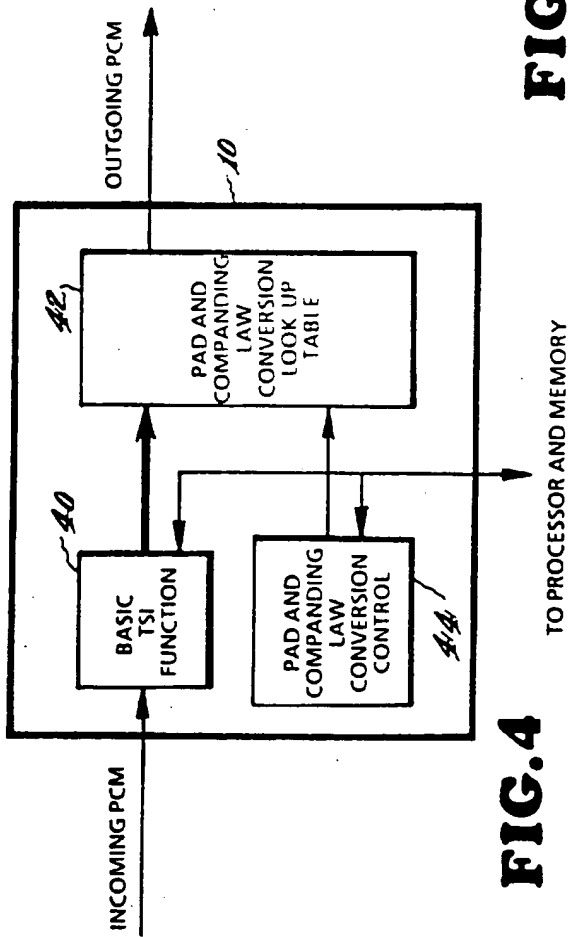 OUTGOING PCM
10
42
PAD AND
COMPANDING
LAW
CONVERSION
LOOK UP
TABLE
40
BASIC
TSI
FUNCTION
PAD AND
COMPANDING
LAW
CONVERSION
CONTROL
44
INCOMING PCM
TO PROCESSOR AND MEMORY
FIG.4
FIG